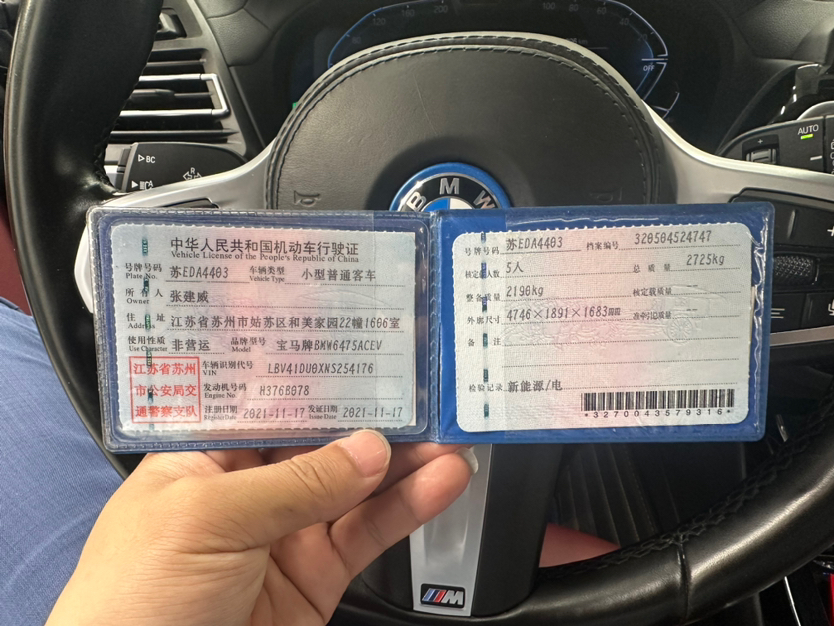 BC
AUTO
OFF
BMW
中华人民共和国机动车行驶证
Vehicle License of the People's Republic of China
号牌号码 苏EDA4403 车辆类型 小型普通客车
Plate No. Vehicle Type
所有人 张建威
Owner
住址 江苏省苏州市姑苏区和美家园22幢1606室
Address
使用性质 非营运 品牌型号 宝马牌BMW6475ACEV
Use Character Model
江苏省苏州
市公安局交
通警察支队
车辆识别代号 LBV41DU0XNS254176
VIN
发动机号码 H376B078
Engine No.
注册日期 2021-11-17 发证日期 2021-11-17
Register Date Issue Date
号牌号码 苏EDA4403 档案编号 320504524747
核定载人数 5人 总质量 2725kg
整备质量 2190kg 核定载质量
外廓尺寸 4746×1891×1683
备注
检验记录 新能源/电
*3270043579316*
M